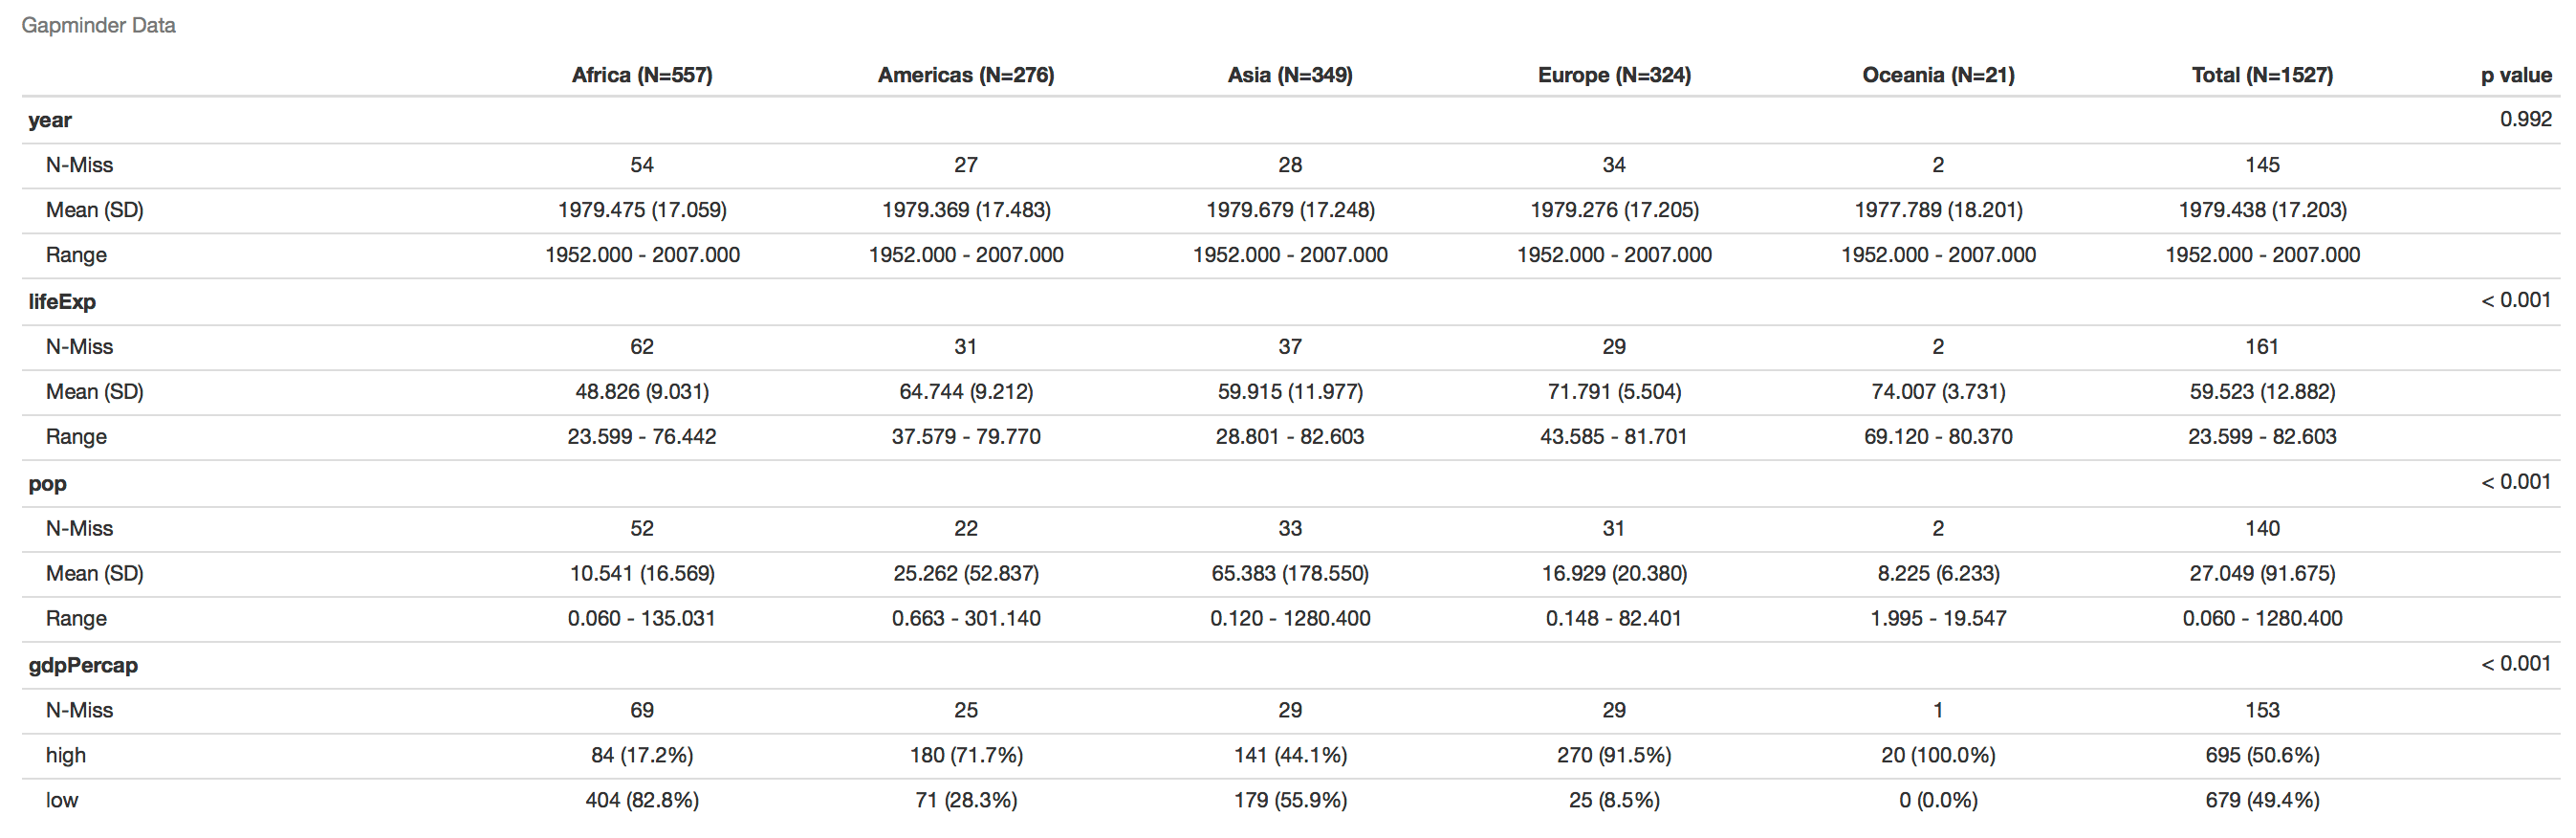 Gapminder Data
Africa (N=557) Americas (N=276) Asia (N=349) Europe (N=324) Oceania (N=21) Total (N=1527) p value
year 0.992
N-Miss 54 27 28 34 2 145
Mean (SD) 1979.475 (17.059) 1979.369 (17.483) 1979.679 (17.248) 1979.276 (17.205) 1977.789 (18.201) 1979.438 (17.203)
Range 1952.000 - 2007.000 1952.000 - 2007.000 1952.000 - 2007.000 1952.000 - 2007.000 1952.000 - 2007.000 1952.000 - 2007.000
lifeExp < 0.001
N-Miss 62 31 37 29 2 161
Mean (SD) 48.826 (9.031) 64.744 (9.212) 59.915 (11.977) 71.791 (5.504) 74.007 (3.731) 59.523 (12.882)
Range 23.599 - 76.442 37.579 - 79.770 28.801 - 82.603 43.585 - 81.701 69.120 - 80.370 23.599 - 82.603
pop < 0.001
N-Miss 52 22 33 31 2 140
Mean (SD) 10.541 (16.569) 25.262 (52.837) 65.383 (178.550) 16.929 (20.380) 8.225 (6.233) 27.049 (91.675)
Range 0.060 - 135.031 0.663 - 301.140 0.120 - 1280.400 0.148 - 82.401 1.995 - 19.547 0.060 - 1280.400
gdpPercap < 0.001
N-Miss 69 25 29 29 1 153
high 84 (17.2%) 180 (71.7%) 141 (44.1%) 270 (91.5%) 20 (100.0%) 695 (50.6%)
low 404 (82.8%) 71 (28.3%) 179 (55.9%) 25 (8.5%) 0 (0.0%) 679 (49.4%)